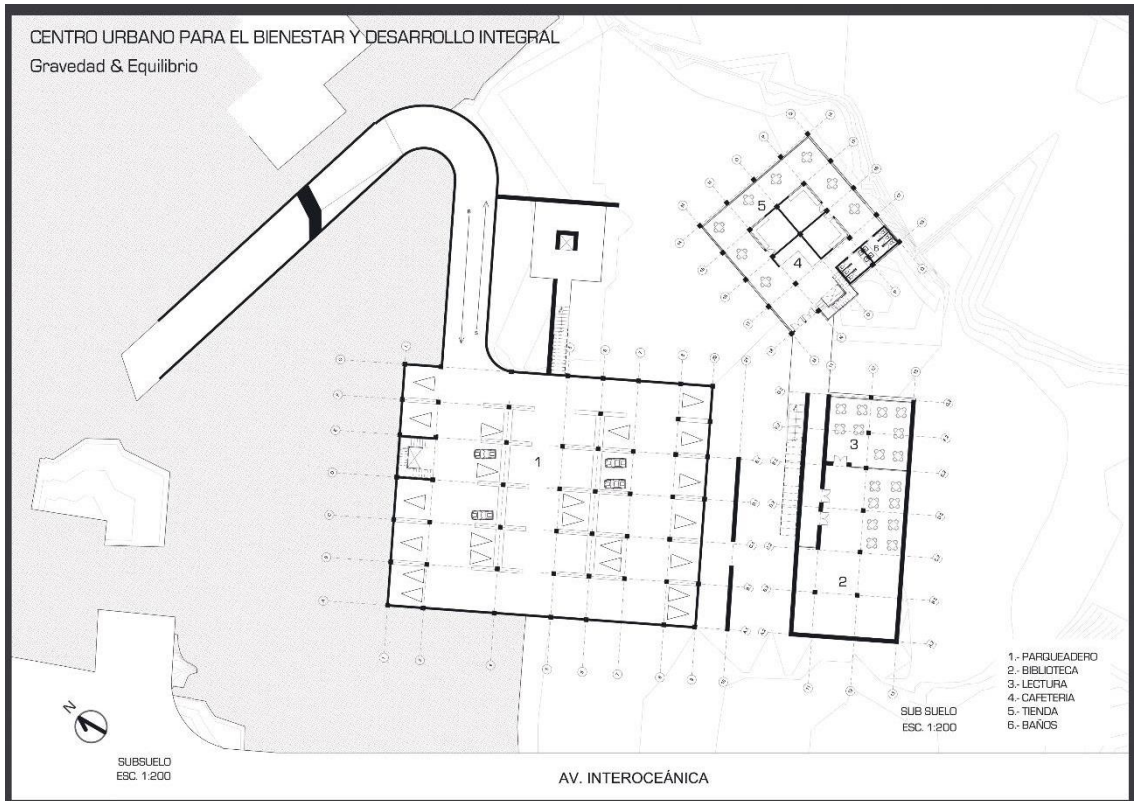 CENTRO URBANO PARA EL BIENESTAR Y DESARROLLO INTEGRAL
Gravedad & Equilibrio
5
6
4
3
1
2
1.- PARQUEADERO
2.- BIBLIOTECA
3.- LECTURA
4.- CAFETERIA
5.- TIENDA
6.- BAÑOS
SUB SUELO
ESC. 1:200
N
SUBSUELO
ESC. 1:200
AV. INTEROCEÁNICA